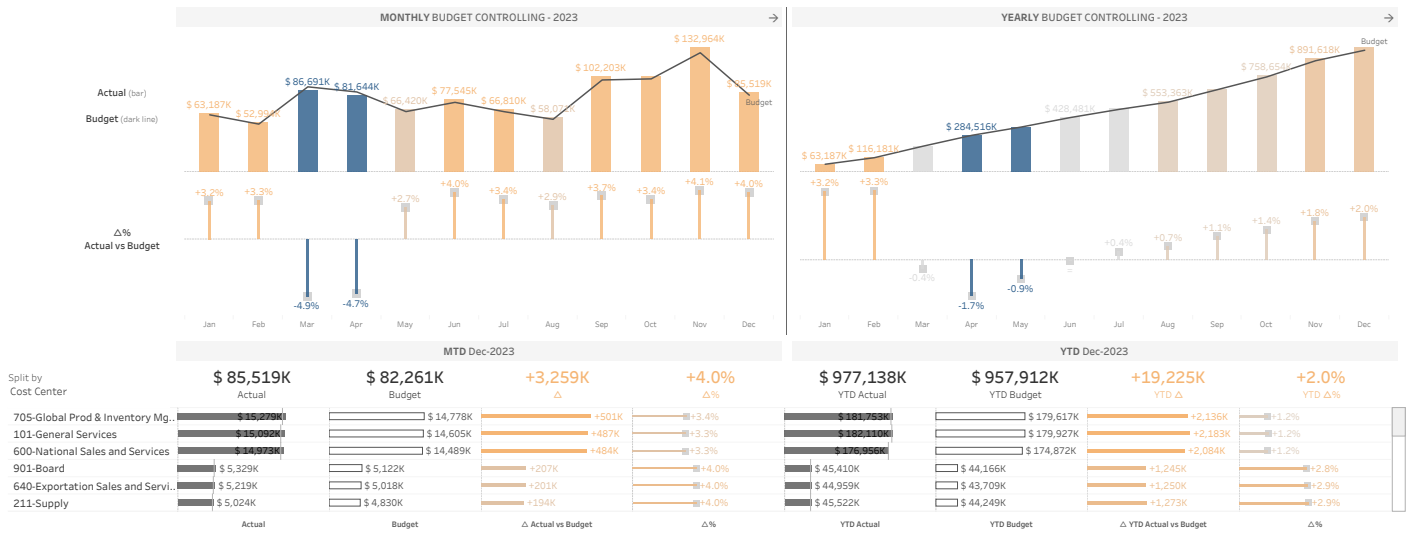 MONTHLY BUDGET CONTROLLING - 2023 →
YEARLY BUDGET CONTROLLING - 2023 →
Actual (bar)
Budget (dark line)
$ 63,187K $ 52,994K $ 86,691K $ 81,644K $ 66,420K $ 77,545K $ 66,810K $ 58,071K $ 102,203K $ 132,964K $ 85,519K
Budget
$ 63,187K $ 116,181K $ 284,516K $ 428,481K $ 553,363K $ 758,654K $ 891,618K
Budget
△%
Actual vs Budget
+3.2% +3.3% -4.9% -4.7% +2.7% +4.0% +3.4% +2.9% +3.7% +3.4% +4.1% +4.0%
+3.2% +3.3% -0.4% -1.7% -0.9% = +0.4% +0.7% +1.1% +1.4% +1.8% +2.0%
Jan Feb Mar Apr May Jun Jul Aug Sep Oct Nov Dec
Jan Feb Mar Apr May Jun Jul Aug Sep Oct Nov Dec
MTD Dec-2023
YTD Dec-2023
Split by
Cost Center
$ 85,519K $ 82,261K +3,259K +4.0% $ 977,138K $ 957,912K +19,225K +2.0%
Actual Budget △ △% YTD Actual YTD Budget YTD △ YTD △%
705-Global Prod & Inventory Mg.. $ 15,279K $ 14,778K +501K +3.4% $ 181,753K $ 179,617K +2,136K +1.2%
101-General Services $ 15,092K $ 14,605K +487K +3.3% $ 182,110K $ 179,927K +2,183K +1.2%
600-National Sales and Services $ 14,973K $ 14,489K +484K +3.3% $ 176,956K $ 174,872K +2,084K +1.2%
901-Board $ 5,329K $ 5,122K +207K +4.0% $ 45,410K $ 44,166K +1,245K +2.8%
640-Exportation Sales and Servi.. $ 5,219K $ 5,018K +201K +4.0% $ 44,959K $ 43,709K +1,250K +2.9%
211-Supply $ 5,024K $ 4,830K +194K +4.0% $ 45,522K $ 44,249K +1,273K +2.9%
Actual Budget △ Actual vs Budget △% YTD Actual YTD Budget △ YTD Actual vs Budget △%